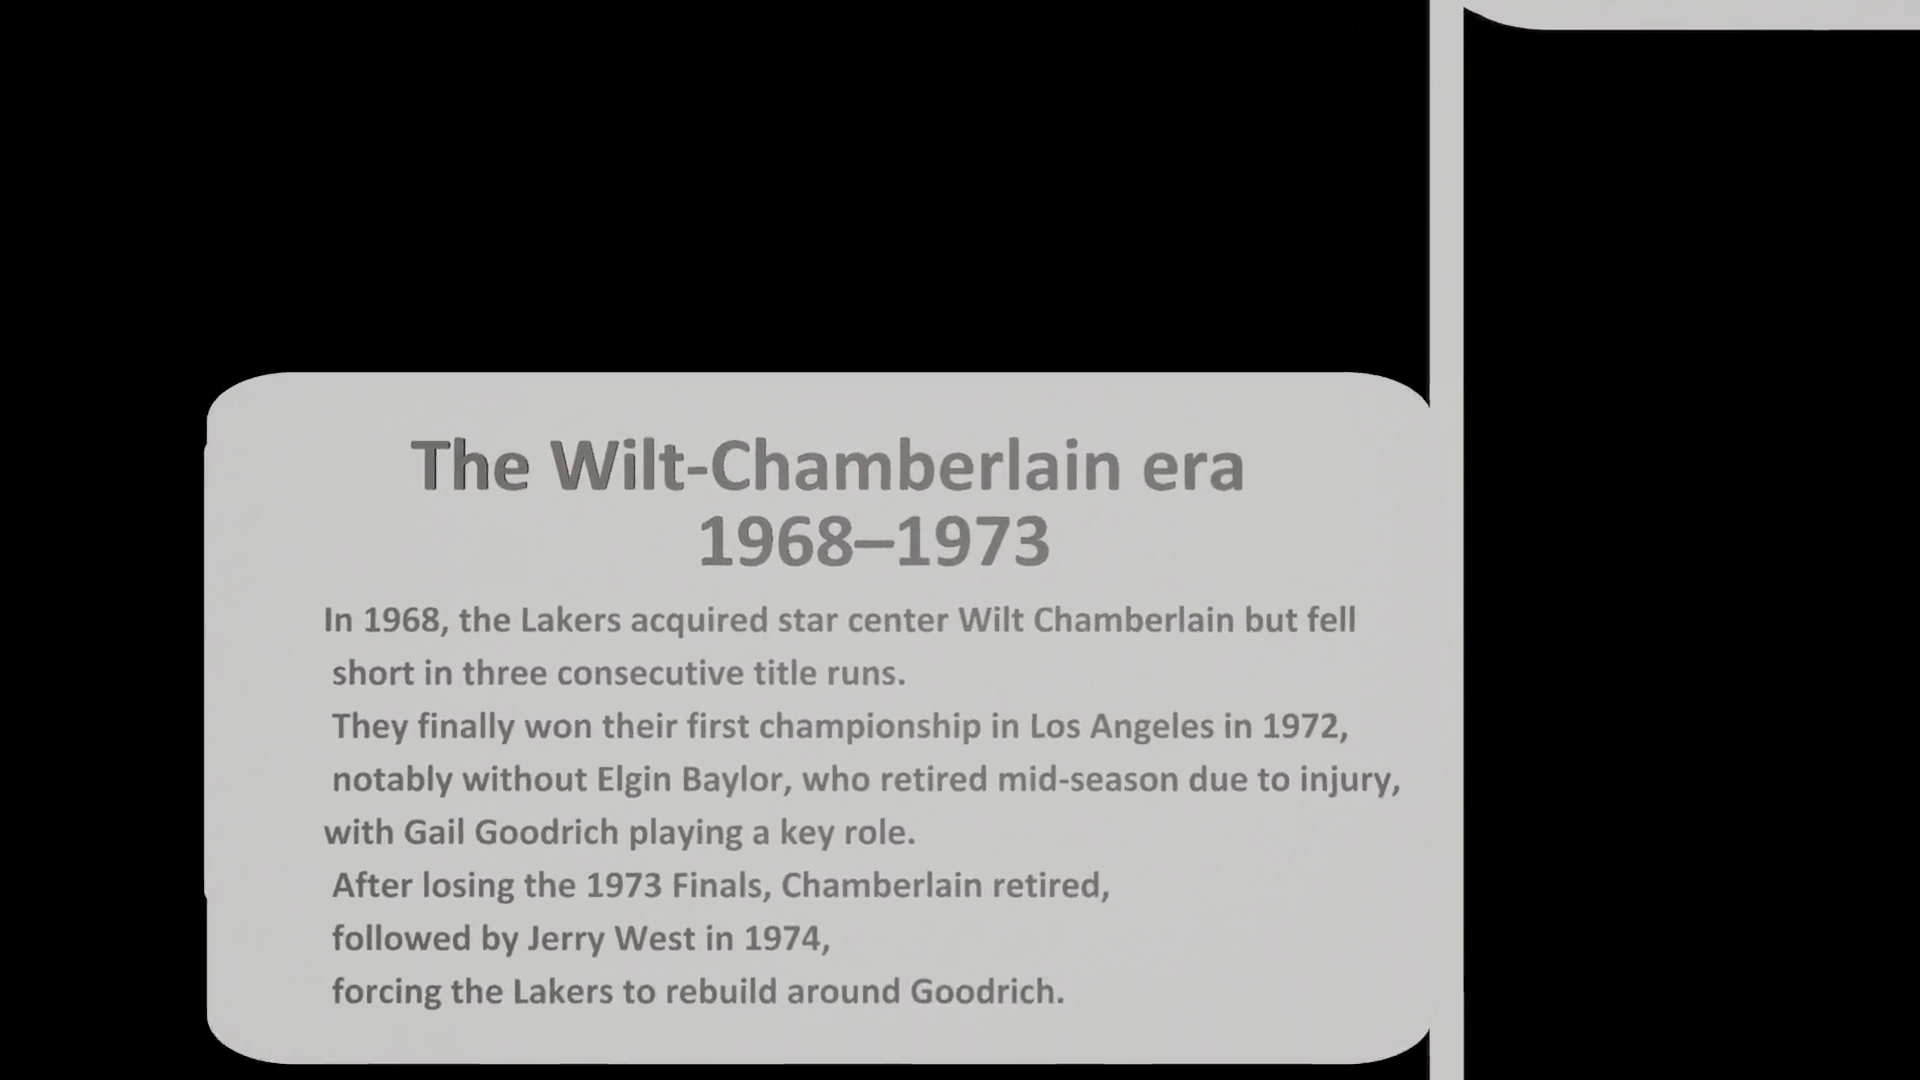 The Wilt-Chamberlain era
1968–1973
In 1968, the Lakers acquired star center Wilt Chamberlain but fell
short in three consecutive title runs.
They finally won their first championship in Los Angeles in 1972,
notably without Elgin Baylor, who retired mid-season due to injury,
with Gail Goodrich playing a key role.
After losing the 1973 Finals, Chamberlain retired,
followed by Jerry West in 1974,
forcing the Lakers to rebuild around Goodrich.